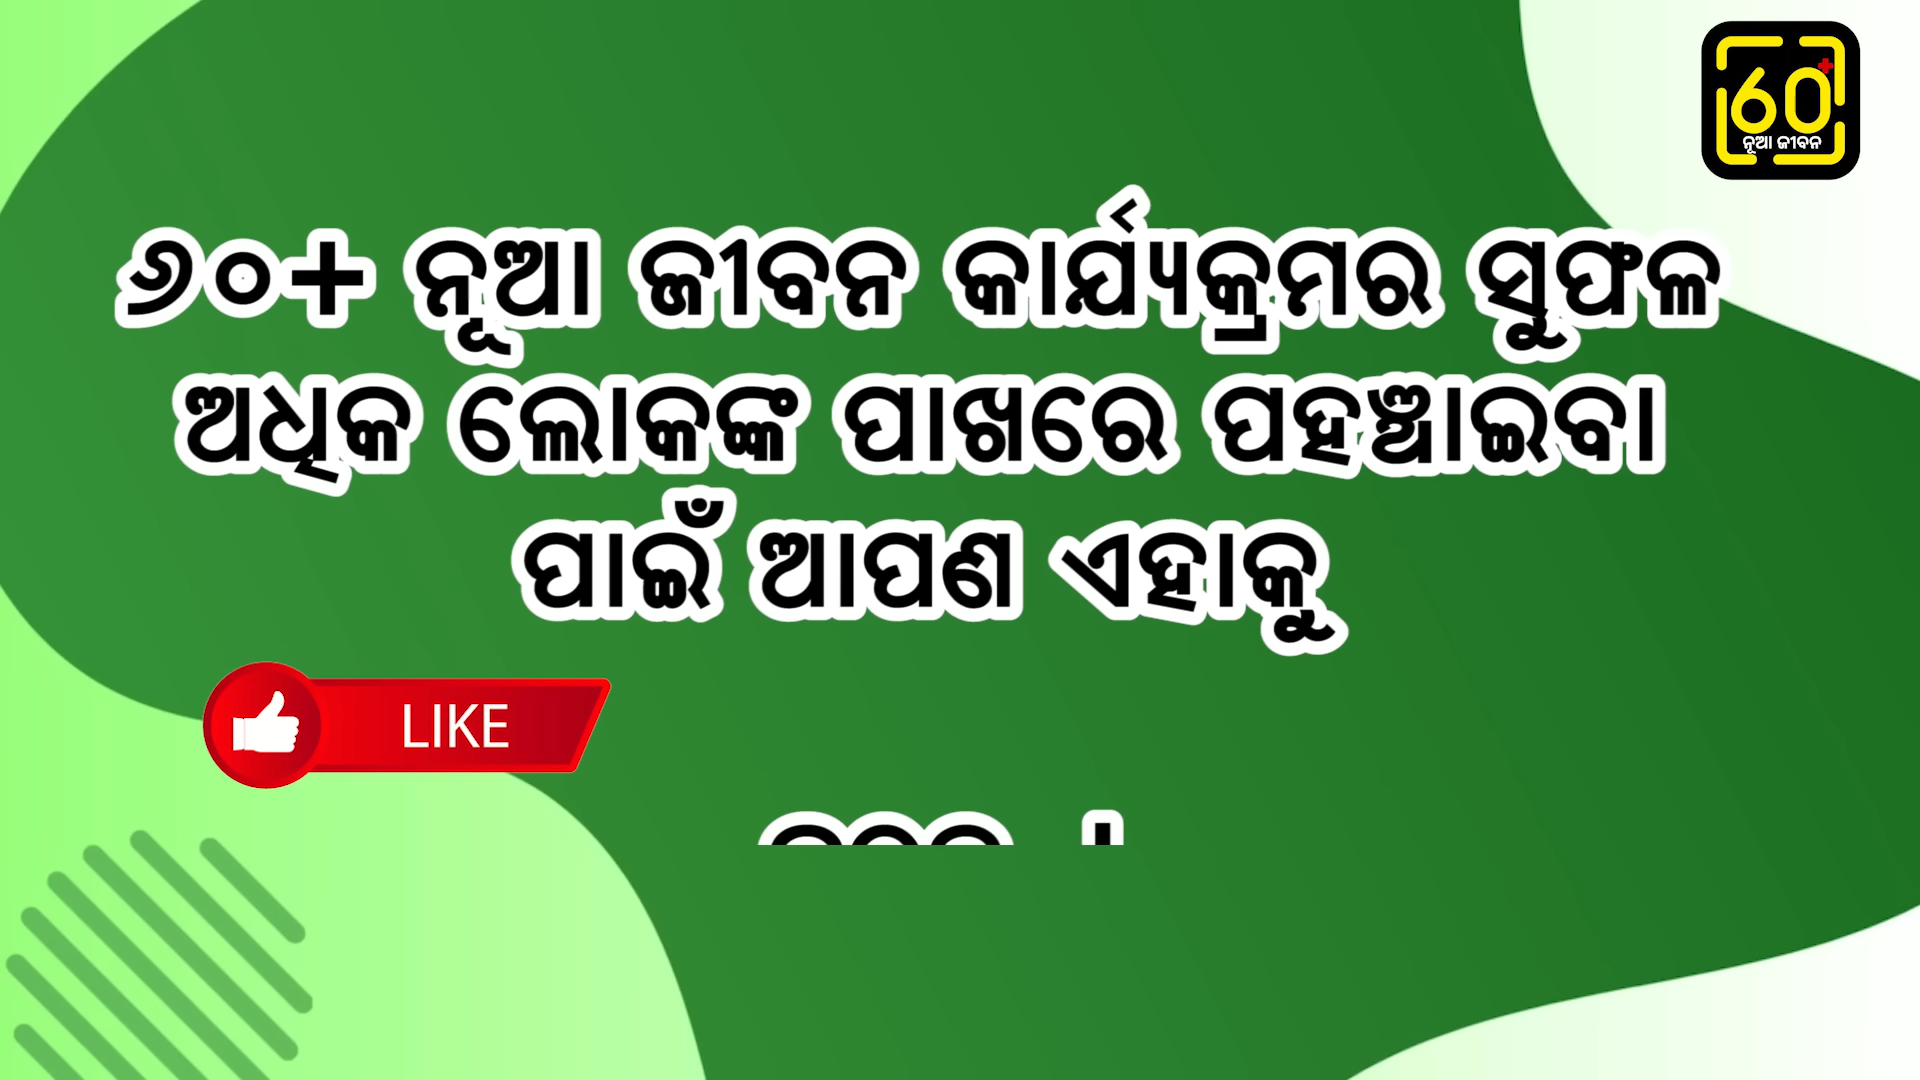 60+
ନୂଆ ଜୀବନ
୬୦+ ନୂଆ ଜୀବନ କାର୍ଯ୍ୟକ୍ରମର ସୁଫଳ
ଅଧିକ ଲୋକଙ୍କ ପାଖରେ ପହଞ୍ଚାଇବା
ପାଇଁ ଆପଣ ଏହାକୁ
LIKE